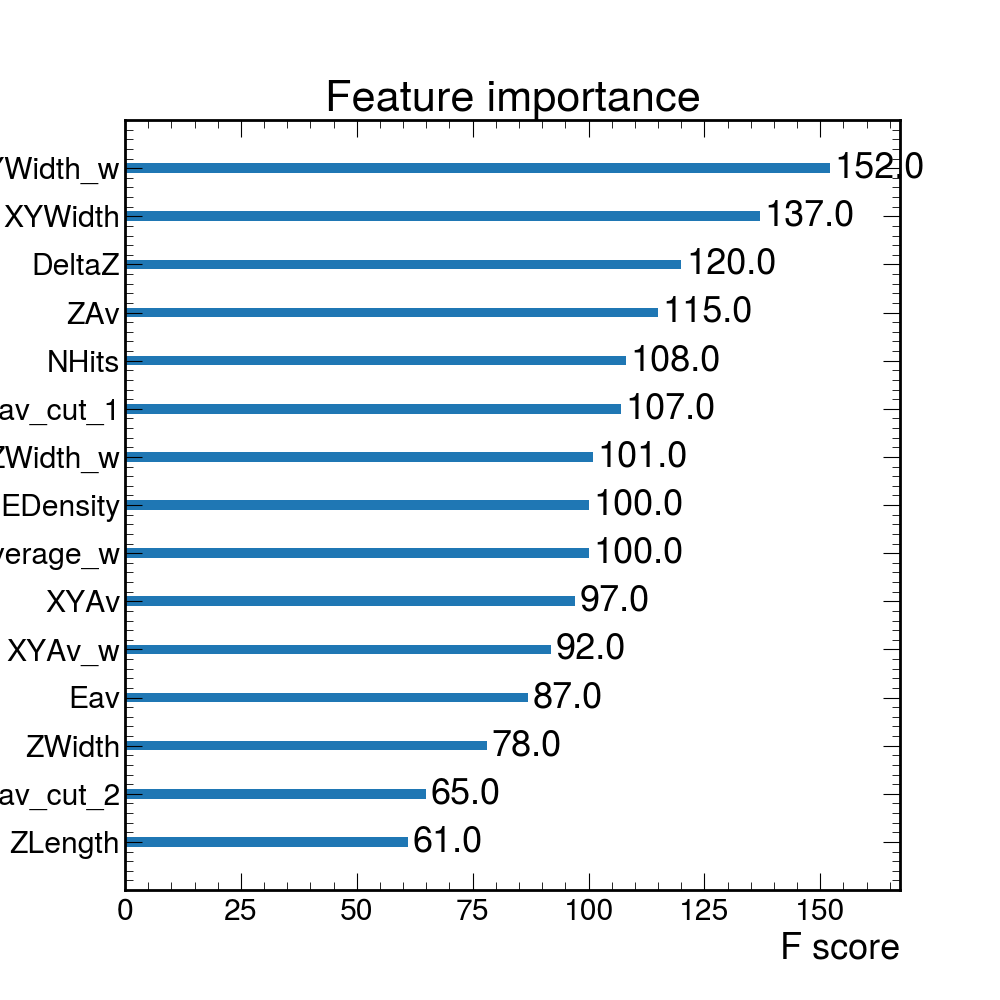 Feature importance
YWidth_w 152.0
XYWidth 137.0
DeltaZ 120.0
ZAv 115.0
NHits 108.0
av_cut_1 107.0
ZWidth_w 101.0
EDensity 100.0
verage_w 100.0
XYAv 97.0
XYAv_w 92.0
Eav 87.0
ZWidth 78.0
av_cut_2 65.0
ZLength 61.0
0 25 50 75 100 125 150
F score